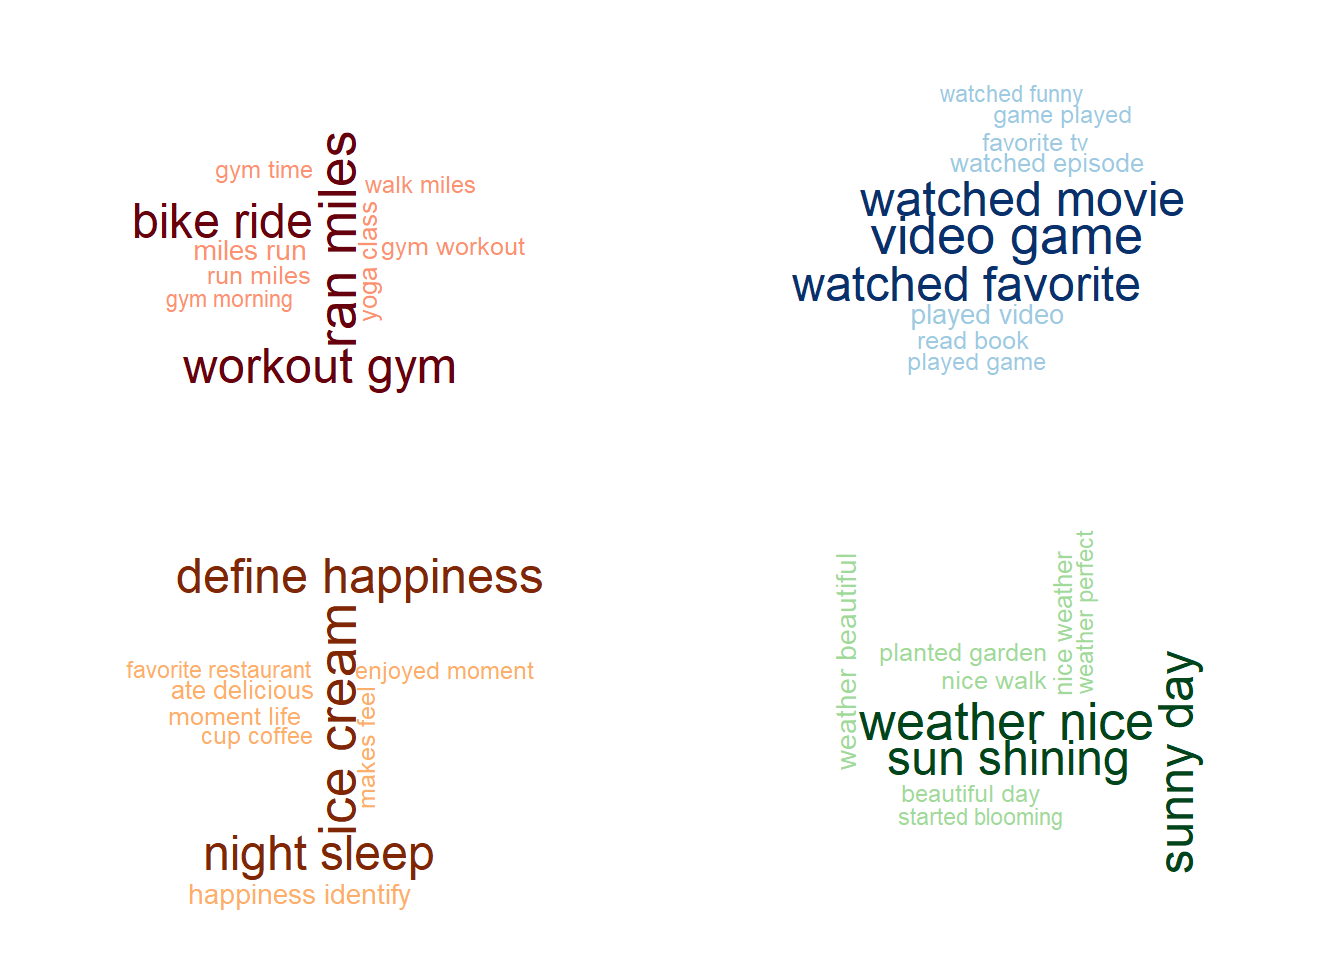 gym time
ran miles
walk miles
bike ride
yoga class
miles run
gym workout
run miles
gym morning
workout gym
watched funny
game played
favorite tv
watched episode
watched movie
video game
watched favorite
played video
read book
played game
define happiness
ice cream
favorite restaurant
enjoyed moment
ate delicious
makes feel
moment life
cup coffee
night sleep
happiness identify
weather beautiful
nice weather
weather perfect
planted garden
nice walk
weather nice
sunny day
sun shining
beautiful day
started blooming